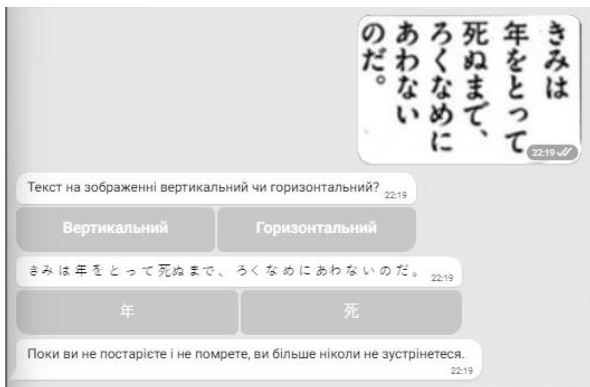 きみは
年をとって
死ぬまで、
ろくなめに
あわない
のだ。
22:19
Текст на зображенні вертикальний чи горизонтальний? 22:19
Вертикальний Горизонтальний
きみは年をとって死ぬまで、ろくなめにあわないのだ。 22:19
年 死
Поки ви не постарієте і не помрете, ви більше ніколи не зустрінетеся.
22:19